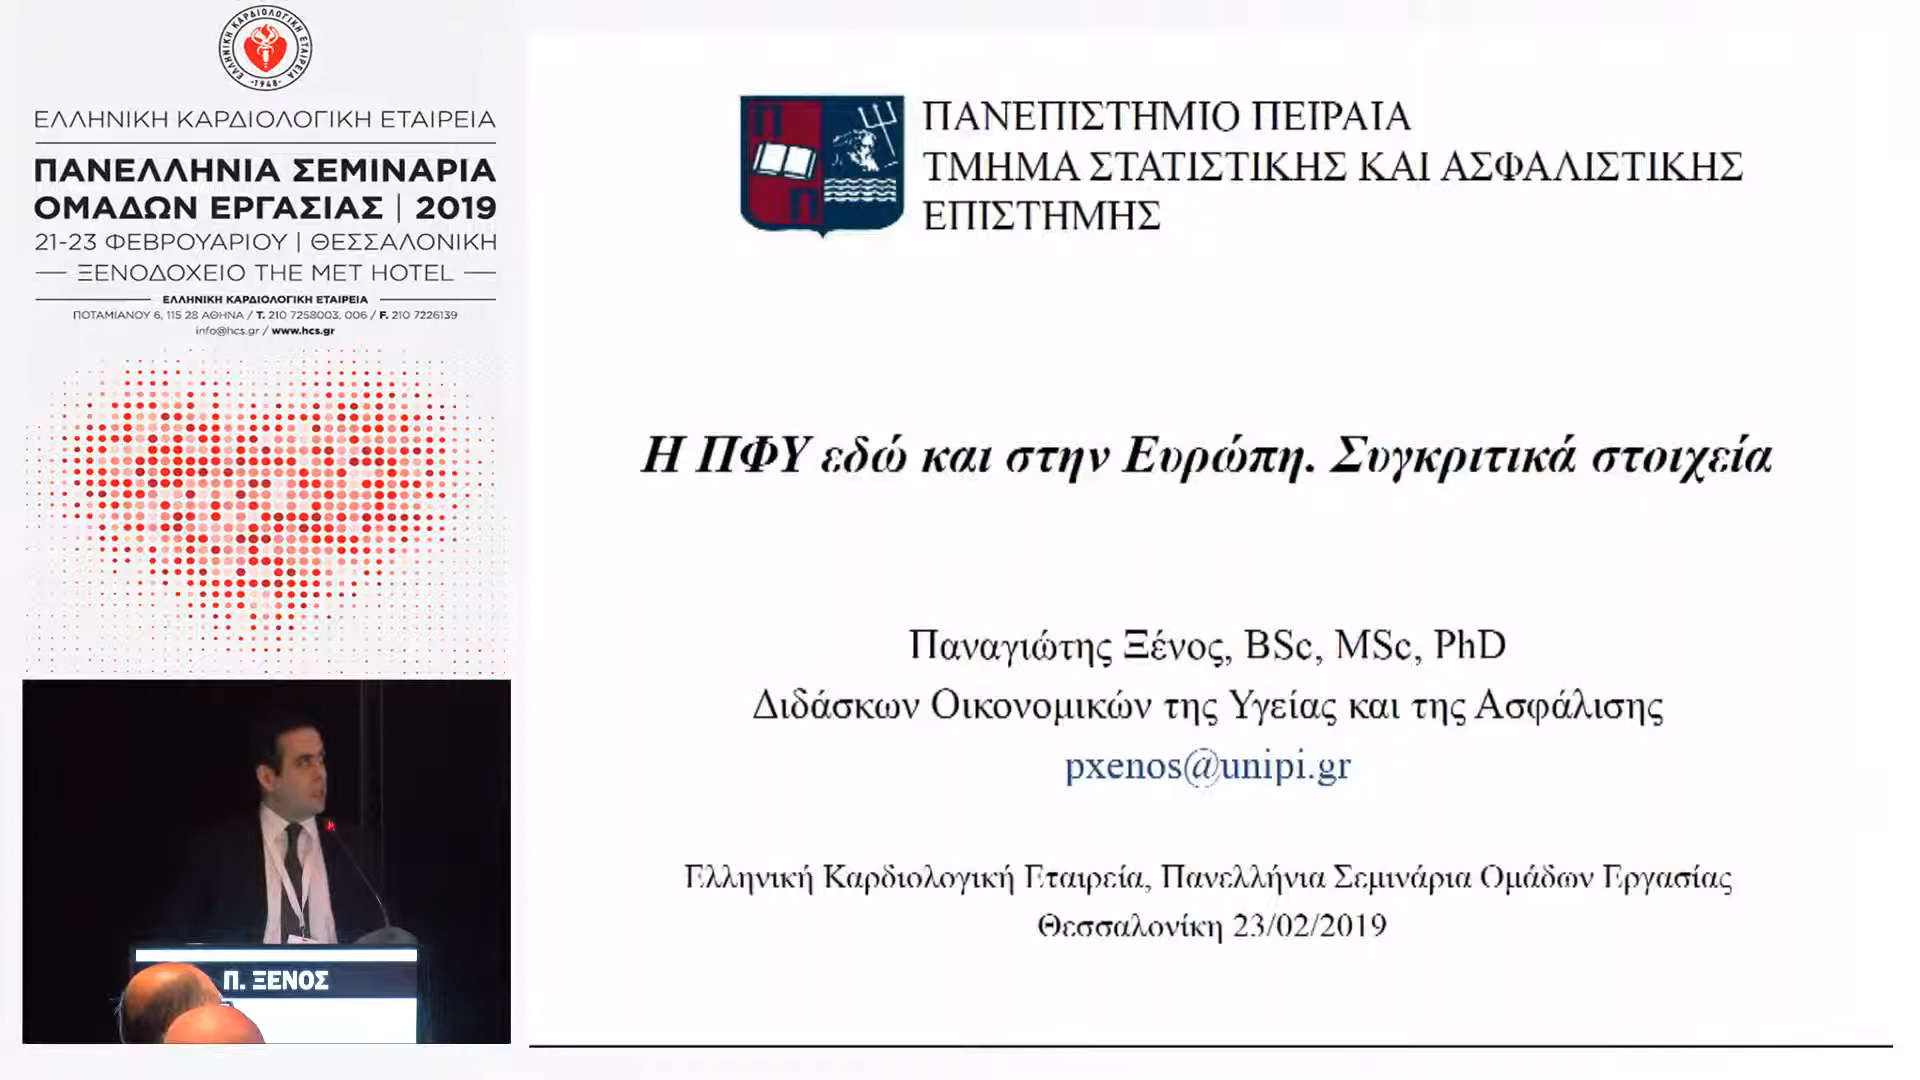 ΕΛΛΗΝΙΚΗ ΚΑΡΔΙΟΛΟΓΙΚΗ ΕΤΑΙΡΕΙΑ
·1948·
ΕΛΛΗΝΙΚΗ ΚΑΡΔΙΟΛΟΓΙΚΗ ΕΤΑΙΡΕΙΑ
ΠΑΝΕΛΛΗΝΙΑ ΣΕΜΙΝΑΡΙΑ
ΟΜΑΔΩΝ ΕΡΓΑΣΙΑΣ | 2019
21-23 ΦΕΒΡΟΥΑΡΙΟΥ | ΘΕΣΣΑΛΟΝΙΚΗ
ΞΕΝΟΔΟΧΕΙΟ THE MET HOTEL
ΕΛΛΗΝΙΚΗ ΚΑΡΔΙΟΛΟΓΙΚΗ ΕΤΑΙΡΕΙΑ
ΠΟΤΑΜΙΑΝΟΥ 6, 115 28 ΑΘΗΝΑ / T. 210 7258003, 006 / F. 210 7226139
info@hcs.gr / www.hcs.gr
Π. ΞΕΝΟΣ
ΠΑΝΕΠΙΣΤΗΜΙΟ ΠΕΙΡΑΙΑ
ΤΜΗΜΑ ΣΤΑΤΙΣΤΙΚΗΣ ΚΑΙ ΑΣΦΑΛΙΣΤΙΚΗΣ
ΕΠΙΣΤΗΜΗΣ
Η ΠΦΥ εδώ και στην Ευρώπη. Συγκριτικά στοιχεία
Παναγιώτης Ξένος, BSc, MSc, PhD
Διδάσκων Οικονομικών της Υγείας και της Ασφάλισης
pxenos@unipi.gr
Ελληνική Καρδιολογική Εταιρεία, Πανελλήνια Σεμινάρια Ομάδων Εργασίας
Θεσσαλονίκη 23/02/2019